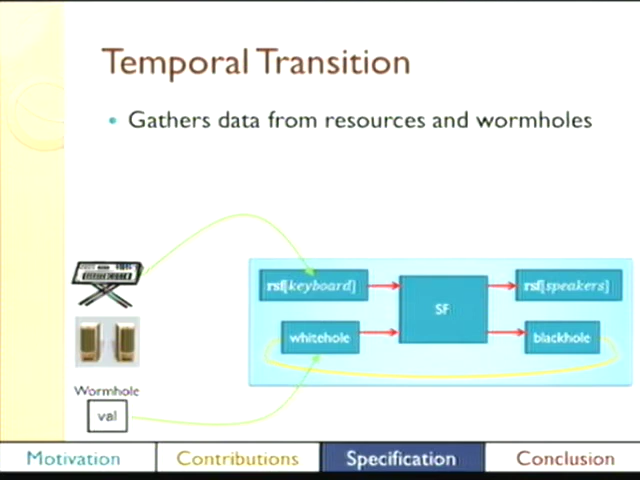 Temporal Transition
• Gathers data from resources and wormholes
rsf[keyboard]
SF
rsf[speakers]
whitehole
blackhole
Wormhole
val
Motivation
Contributions
Specification
Conclusion